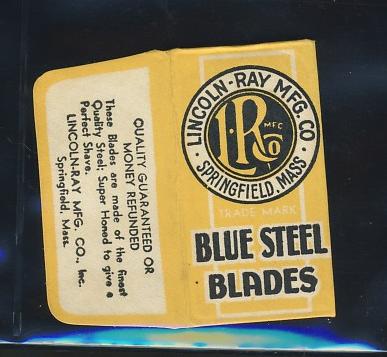 LINCOLN-RAY MFG. CO.
SPRINGFIELD, MASS.
L-R Co
MFG
TRADE MARK
BLUE STEEL
BLADES
QUALITY GUARANTEED OR
MONEY REFUNDED
These Blades are made of the finest
Quality Steel; Super Honed to give a
Perfect Shave.
LINCOLN-RAY MFG. CO., Inc.
Springfield, Mass.